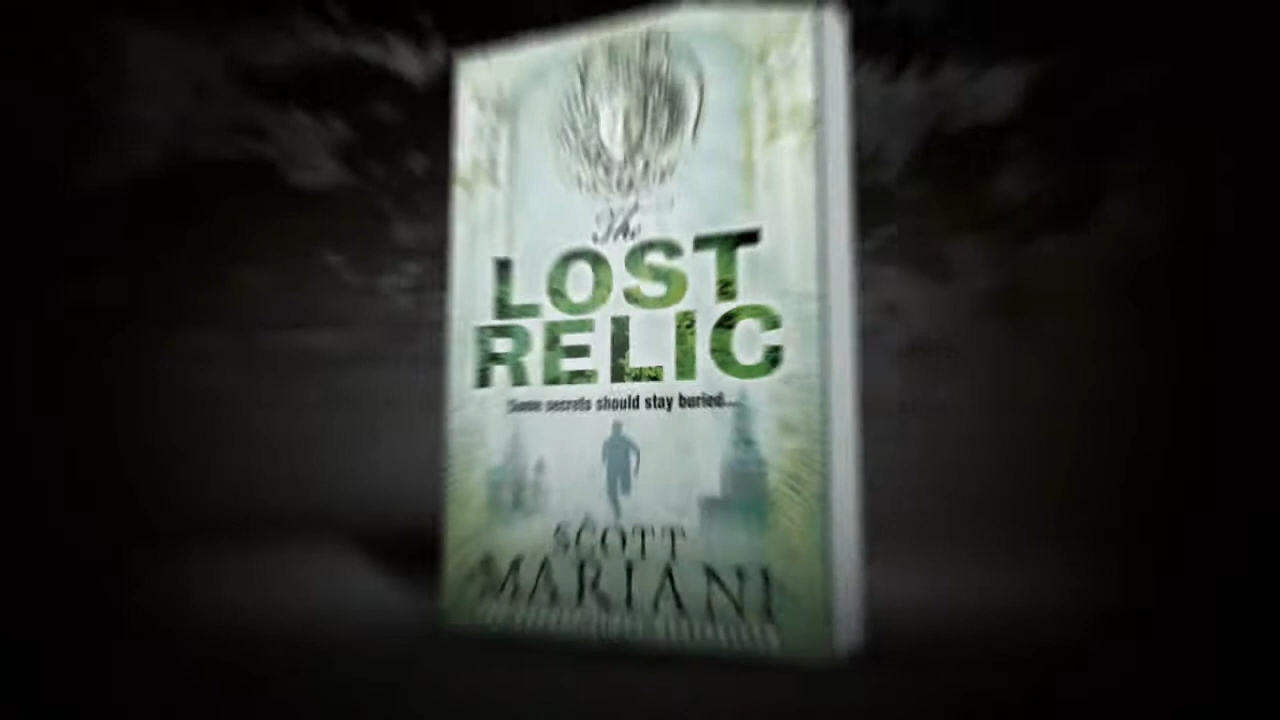 The
LOST
RELIC
Some secrets should stay buried...
SCOTT
MARIANI